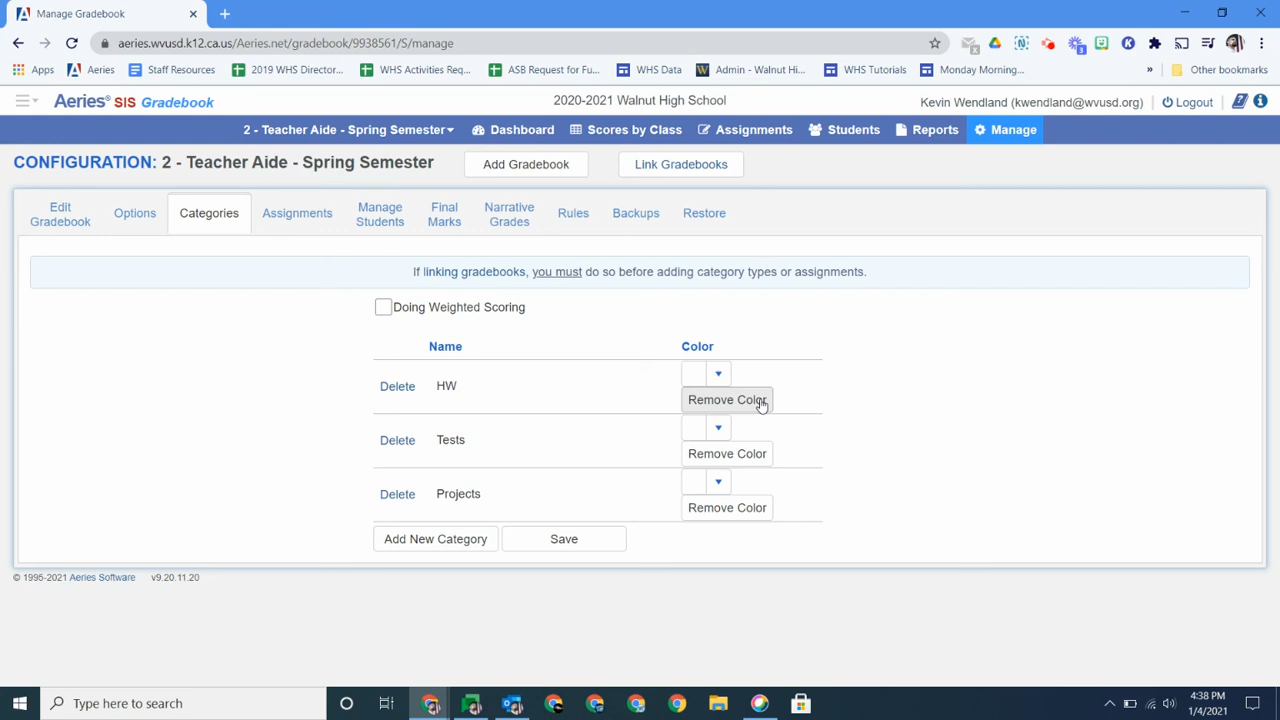 Manage Gradebook
aeries.wvusd.k12.ca.us/Aeries.net/gradebook/9938561/S/manage
Apps Aeries Staff Resources 2019 WHS Director... WHS Activities Req... ASB Request for Fu... WHS Data Admin - Walnut Hi... WHS Tutorials Monday Morning... » Other bookmarks
Aeries® SIS Gradebook 2020-2021 Walnut High School Kevin Wendland (kwendland@wvusd.org) Logout
2 - Teacher Aide - Spring Semester Dashboard Scores by Class Assignments Students Reports Manage
CONFIGURATION: 2 - Teacher Aide - Spring Semester Add Gradebook Link Gradebooks
Edit Gradebook Options Categories Assignments Manage Students Final Marks Narrative Grades Rules Backups Restore
If linking gradebooks, you must do so before adding category types or assignments.
Doing Weighted Scoring
Name Color
Delete HW
Remove Color
Delete Tests
Remove Color
Delete Projects
Remove Color
Add New Category Save
© 1995-2021 Aeries Software v9.20.11.20
Type here to search
4:38 PM
1/4/2021